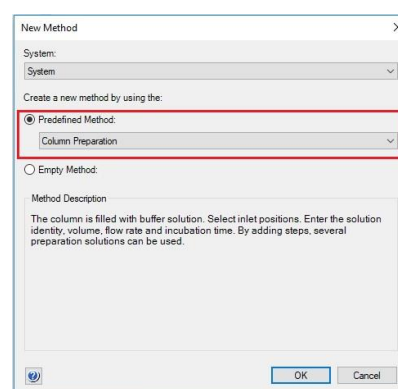 New Method
System:
System
Create a new method by using the:
Predefined Method:
Column Preparation
Empty Method:
Method Description
The column is filled with buffer solution. Select inlet positions. Enter the solution
identity, volume, flow rate and incubation time. By adding steps, several
preparation solutions can be used.
OK Cancel